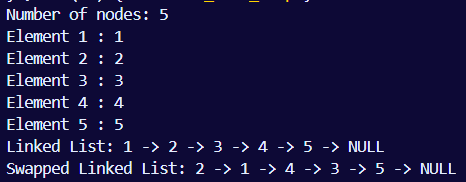 Number of nodes: 5
Element 1 : 1
Element 2 : 2
Element 3 : 3
Element 4 : 4
Element 5 : 5
Linked List: 1 -> 2 -> 3 -> 4 -> 5 -> NULL
Swapped Linked List: 2 -> 1 -> 4 -> 3 -> 5 -> NULL